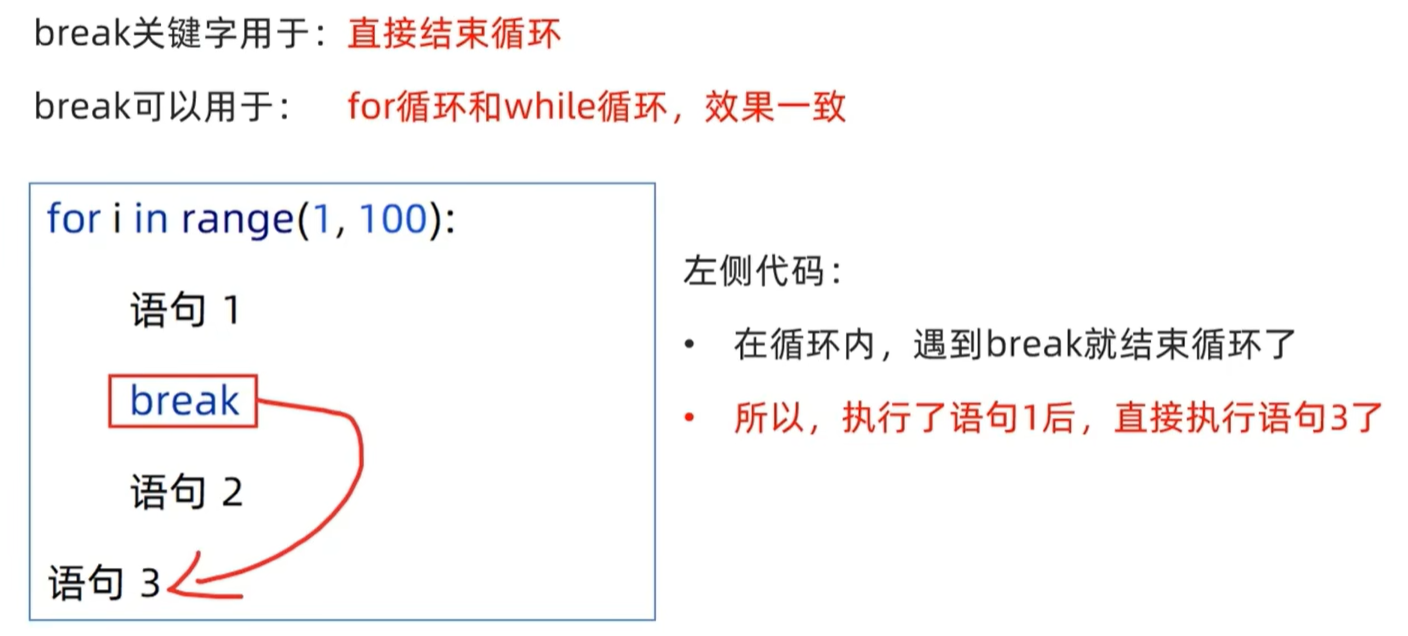 break关键字用于：直接结束循环
break可以用于： for循环和while循环，效果一致
for i in range(1, 100):
语句 1
break
语句 2
语句 3
左侧代码：
• 在循环内，遇到break就结束循环了
• 所以，执行了语句1后，直接执行语句3了